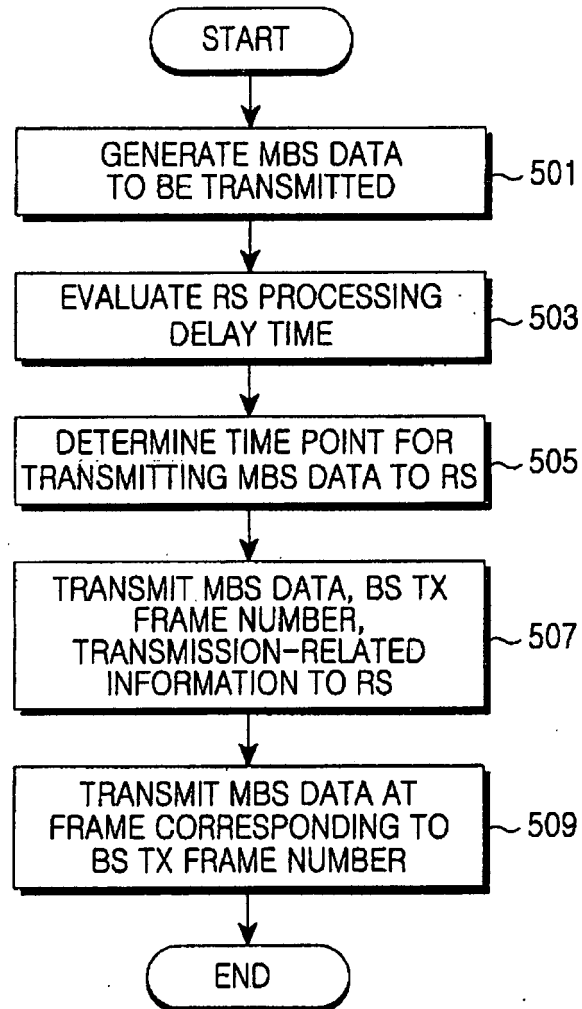 START
GENERATE MBS DATA
TO BE TRANSMITTED
501
EVALUATE RS PROCESSING
DELAY TIME
503
DETERMINE TIME POINT FOR
TRANSMITTING MBS DATA TO RS
505
TRANSMIT MBS DATA, BS TX
FRAME NUMBER,
TRANSMISSION-RELATED
INFORMATION TO RS
507
TRANSMIT MBS DATA AT
FRAME CORRESPONDING TO
BS TX FRAME NUMBER
509
END